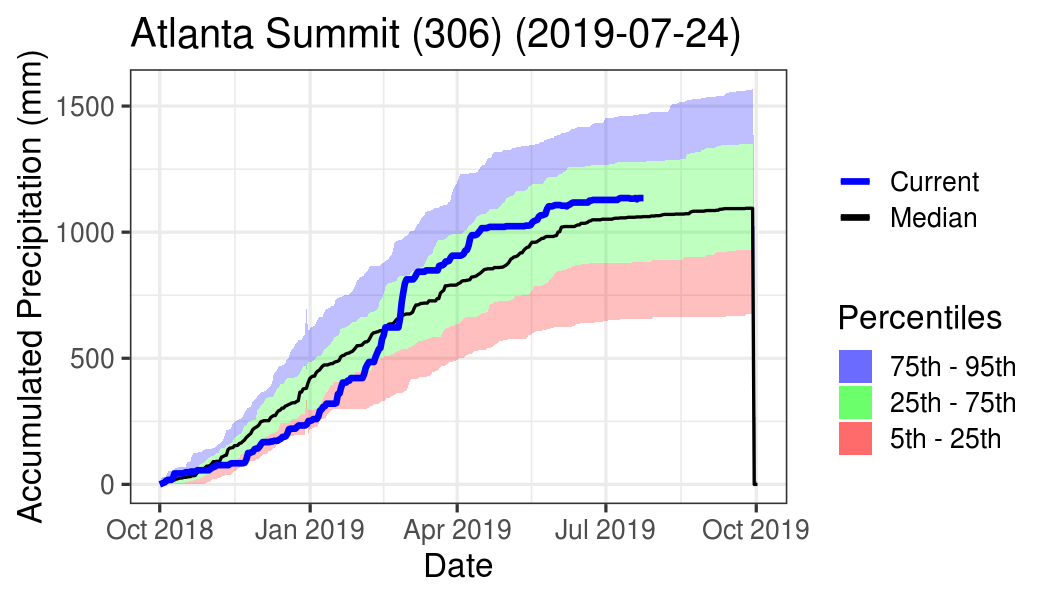 Atlanta Summit (306) (2019-07-24)
Accumulated Precipitation (mm)
1500
1000
500
0
Oct 2018
Jan 2019
Apr 2019
Jul 2019
Oct 2019
Date
Current
Median
Percentiles
75th - 95th
25th - 75th
5th - 25th